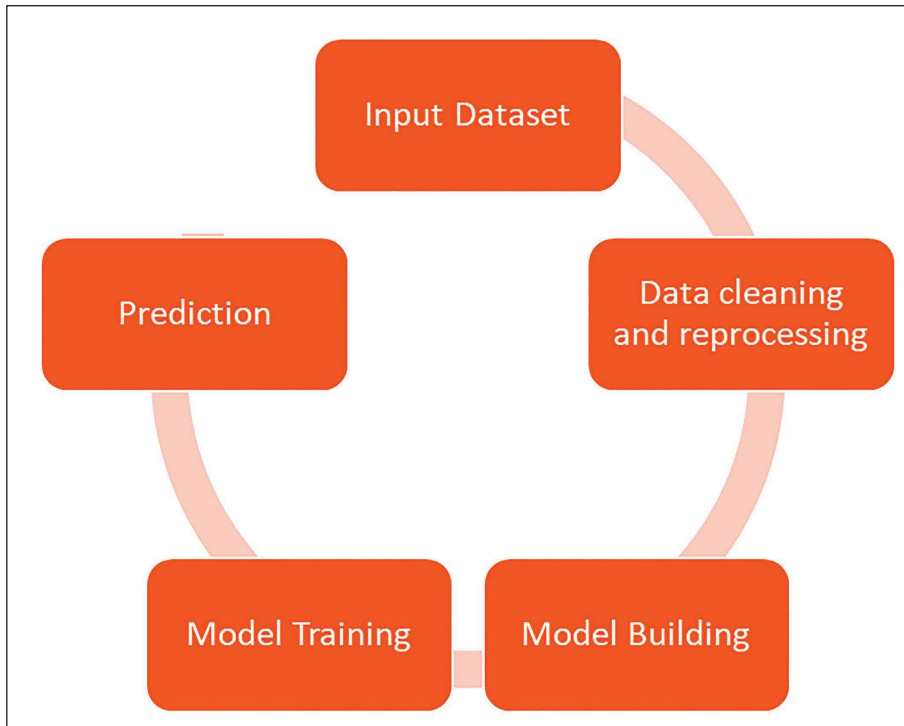 Input Dataset
Data cleaning
and reprocessing
Model Building
Model Training
Prediction